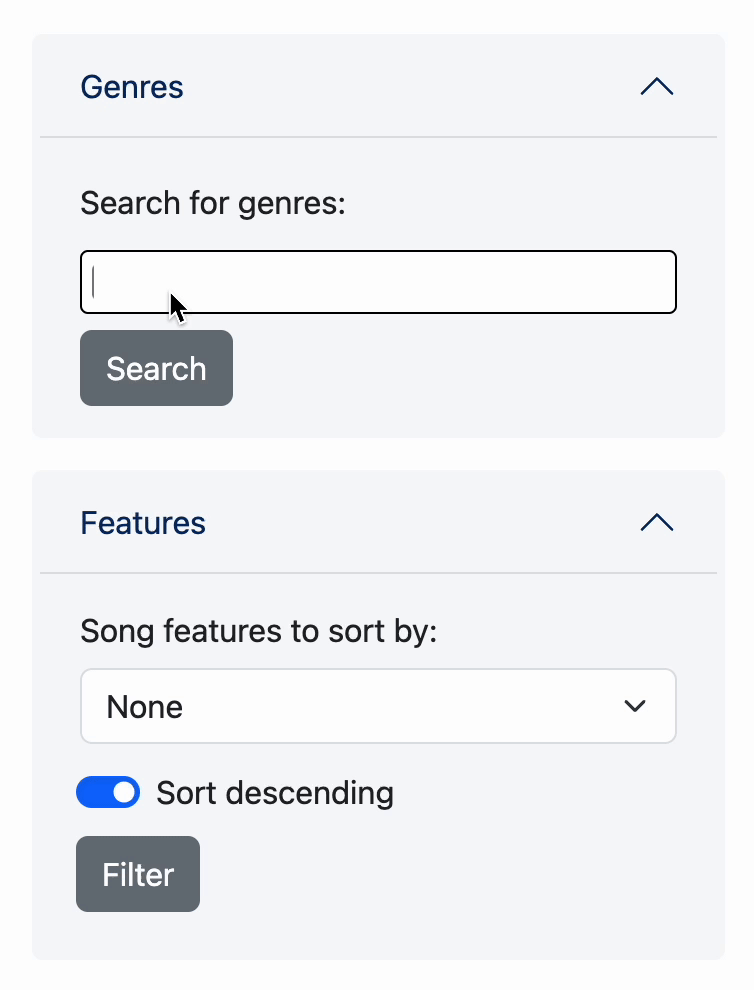 Genres
Search for genres:
Search
Features
Song features to sort by:
None
Sort descending
Filter